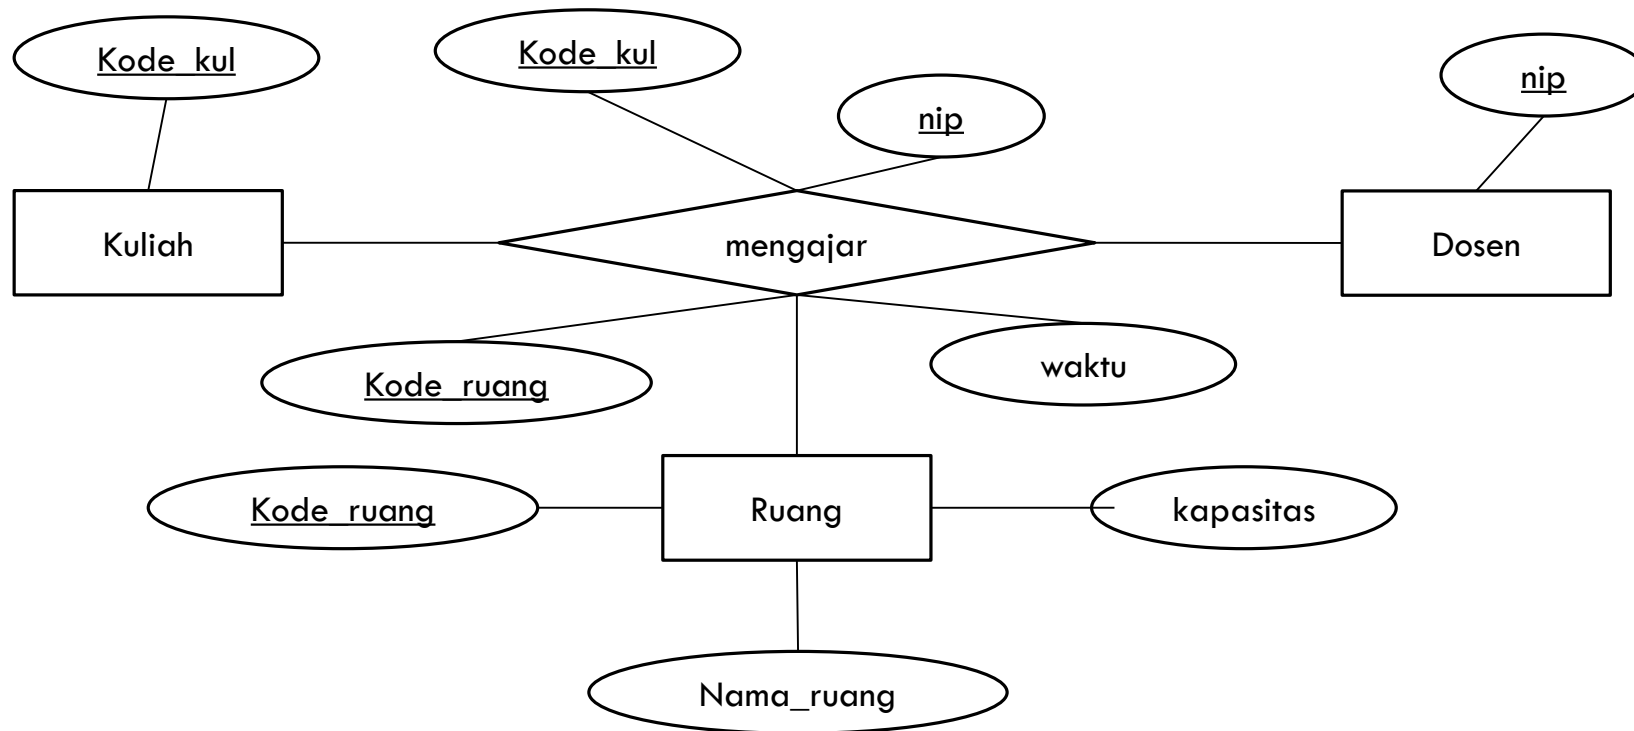 Kode_kul
Kode_kul
nip
nip
Kuliah
mengajar
Dosen
Kode_ruang
waktu
Kode_ruang
Ruang
kapasitas
Nama_ruang